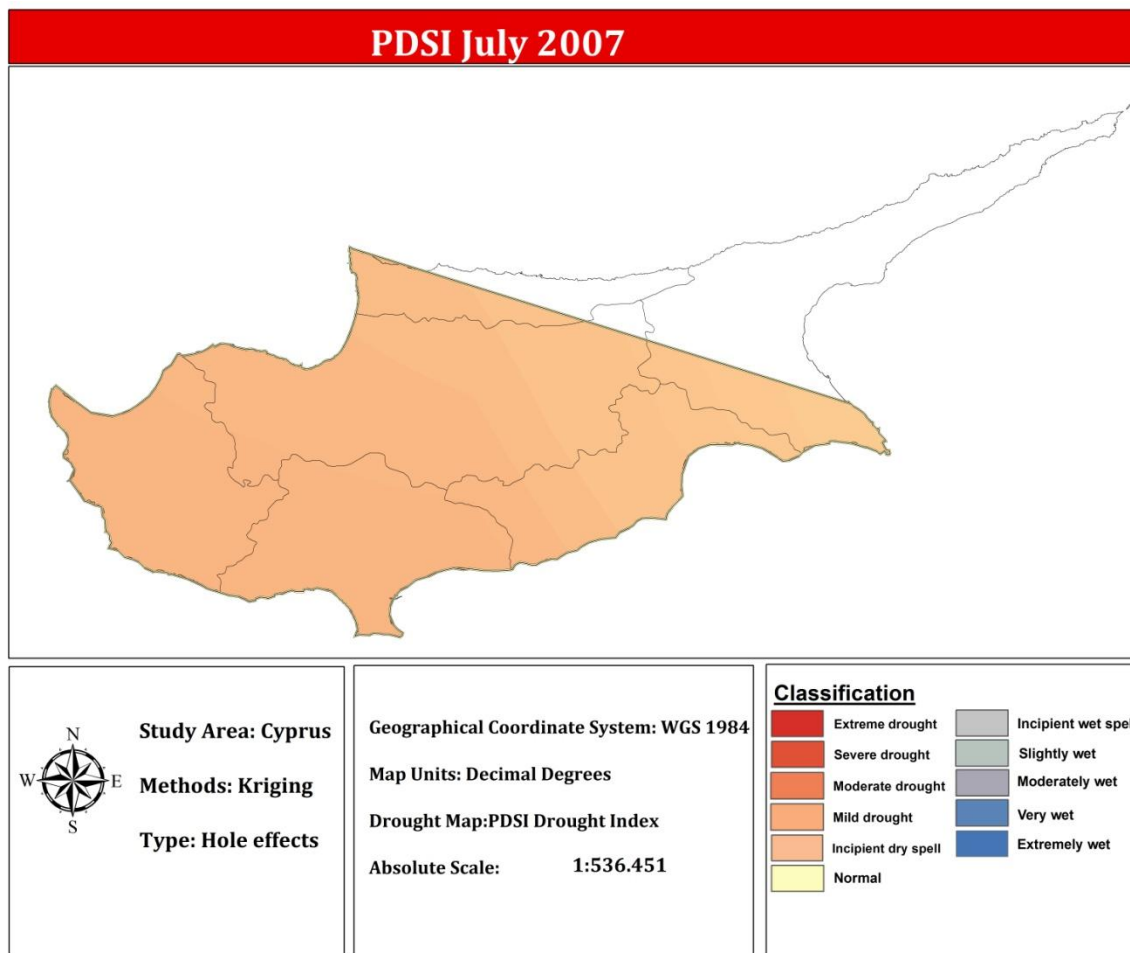 PDSI July 2007
N
W
E
S
Study Area: Cyprus
Methods: Kriging
Type: Hole effects
Geographical Coordinate System: WGS 1984
Map Units: Decimal Degrees
Drought Map:PDSI Drought Index
Absolute Scale: 1:536.451
Classification
Extreme drought
Severe drought
Moderate drought
Mild drought
Incipient dry spell
Normal
Incipient wet spel
Slightly wet
Moderately wet
Very wet
Extremely wet